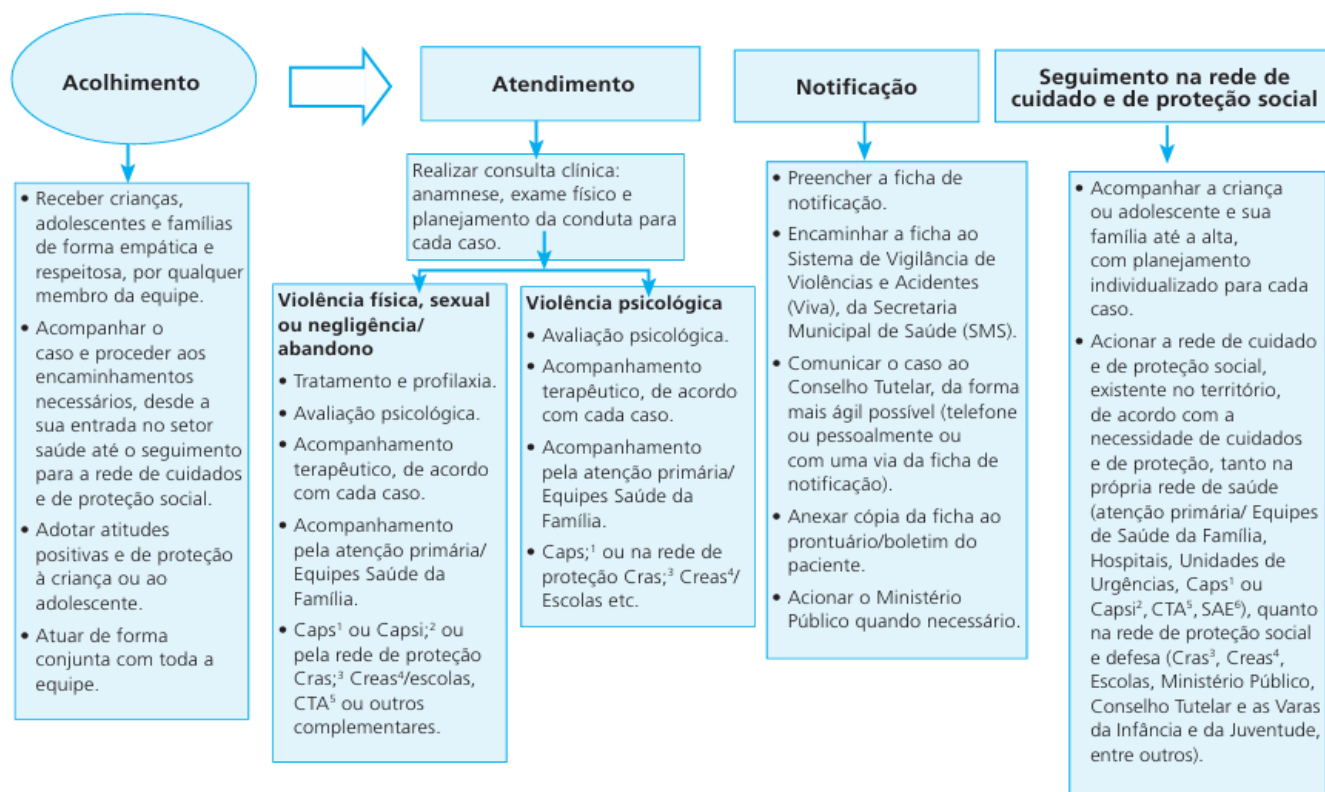 Acolhimento
• Receber crianças,
adolescentes e famílias
de forma empática e
respeitosa, por qualquer
membro da equipe.
• Acompanhar o
caso e proceder aos
encaminhamentos
necessários, desde a
sua entrada no setor
saúde até o seguimento
para a rede de cuidados
e de proteção social.
• Adotar atitudes
positivas e de proteção
à criança ou ao
adolescente.
• Atuar de forma
conjunta com toda a
equipe.
Atendimento
Realizar consulta clínica:
anamnese, exame físico e
planejamento da conduta para
cada caso.
Violência física, sexual
ou negligência/
abandono
• Tratamento e profilaxia.
• Avaliação psicológica.
• Acompanhamento
terapêutico, de acordo
com cada caso.
• Acompanhamento
pela atenção primária/
Equipes Saúde da
Família.
• Caps¹ ou Capsi;² ou
pela rede de proteção
Cras;³ Creas⁴/escolas,
CTA⁵ ou outros
complementares.
Violência psicológica
• Avaliação psicológica.
• Acompanhamento
terapêutico, de acordo
com cada caso.
• Acompanhamento
pela atenção primária/
Equipes Saúde da
Família.
• Caps;¹ ou na rede de
proteção Cras;³ Creas⁴/
Escolas etc.
Notificação
• Preencher a ficha de
notificação.
• Encaminhar a ficha ao
Sistema de Vigilância de
Violências e Acidentes
(Viva), da Secretaria
Municipal de Saúde (SMS).
• Comunicar o caso ao
Conselho Tutelar, da forma
mais ágil possível (telefone
ou pessoalmente ou
com uma via da ficha de
notificação).
• Anexar cópia da ficha ao
prontuário/boletim do
paciente.
• Acionar o Ministério
Público quando necessário.
Seguimento na rede de
cuidado e de proteção social
• Acompanhar a criança
ou adolescente e sua
família até a alta,
com planejamento
individualizado para cada
caso.
• Acionar a rede de cuidado
e de proteção social,
existente no território,
de acordo com a
necessidade de cuidados
e de proteção, tanto na
própria rede de saúde
(atenção primária/ Equipes
de Saúde da Família,
Hospitais, Unidades de
Urgências, Caps¹ ou
Capsi², CTA⁵, SAE⁶), quanto
na rede de proteção social
e defesa (Cras³, Creas⁴,
Escolas, Ministério Público,
Conselho Tutelar e as Varas
da Infância e da Juventude,
entre outros).